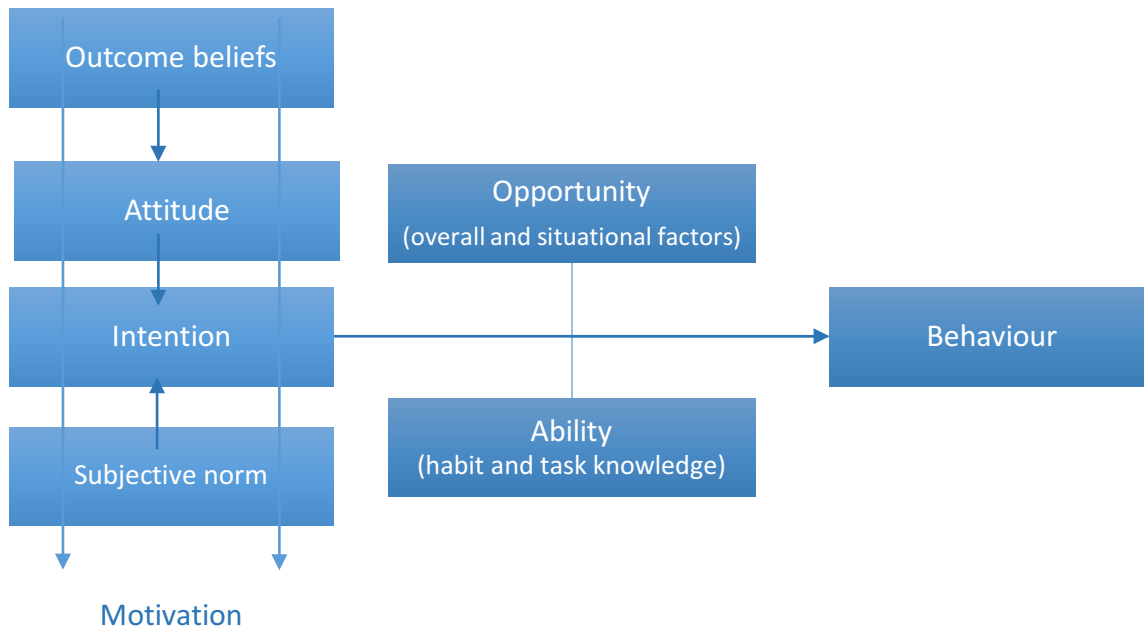 Outcome beliefs
Attitude
Intention
Subjective norm
Motivation
Opportunity
(overall and situational factors)
Ability
(habit and task knowledge)
Behaviour